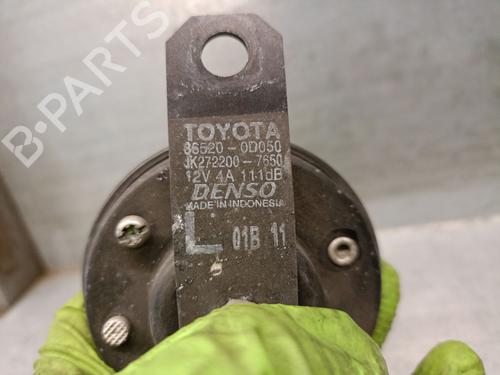 B-PARTS
TOYOTA
86520-0D050
JK272200-7650
12V 4A 111dB
DENSO
MADE IN INDONESIA
L 01B 11